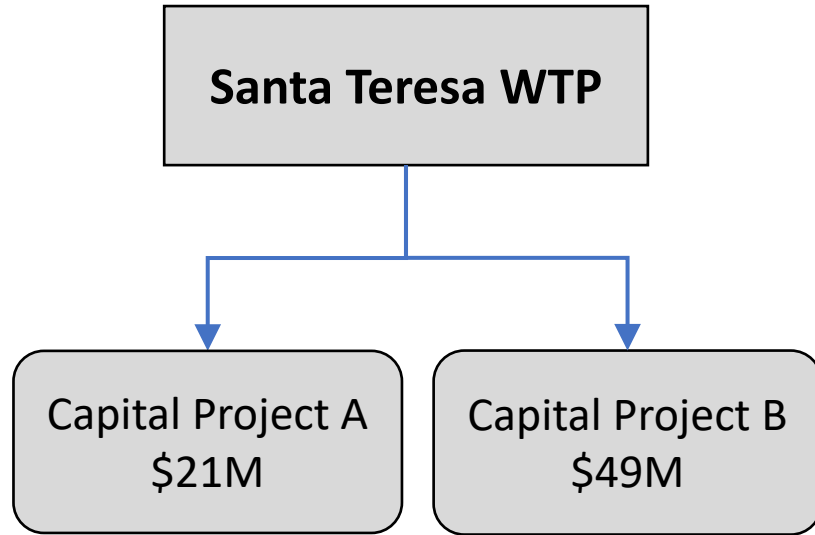 Santa Teresa WTP
Capital Project A
$21M
Capital Project B
$49M